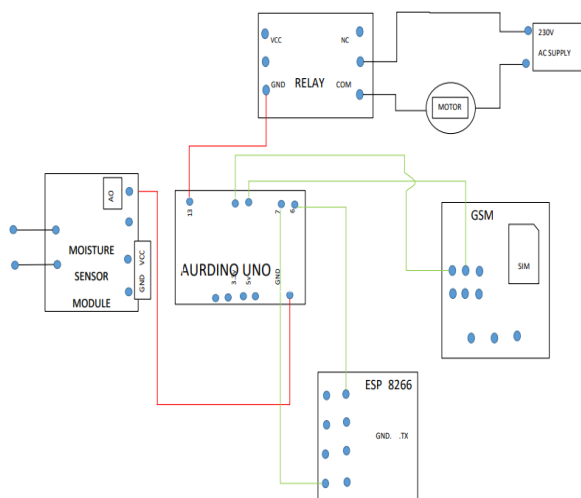 VCC
NC
GND
COM
RELAY
MOTOR
230V
AC SUPPLY
AO
MOISTURE
SENSOR
MODULE
VCC
GND
13
7
6
AURDINO UNO
3.3v
5v
GND
GSM
SIM
ESP 8266
GND. .TX